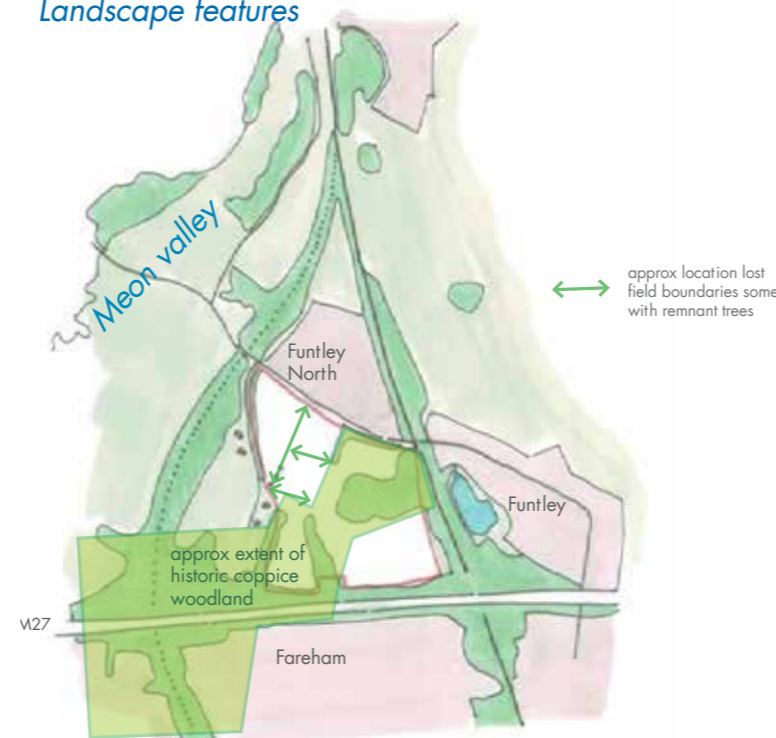 Landscape features
Meon valley
approx location lost
field boundaries some
with remnant trees
Funtley
North
Funtley
approx extent of
historic coppice
woodland
M27
Fareham